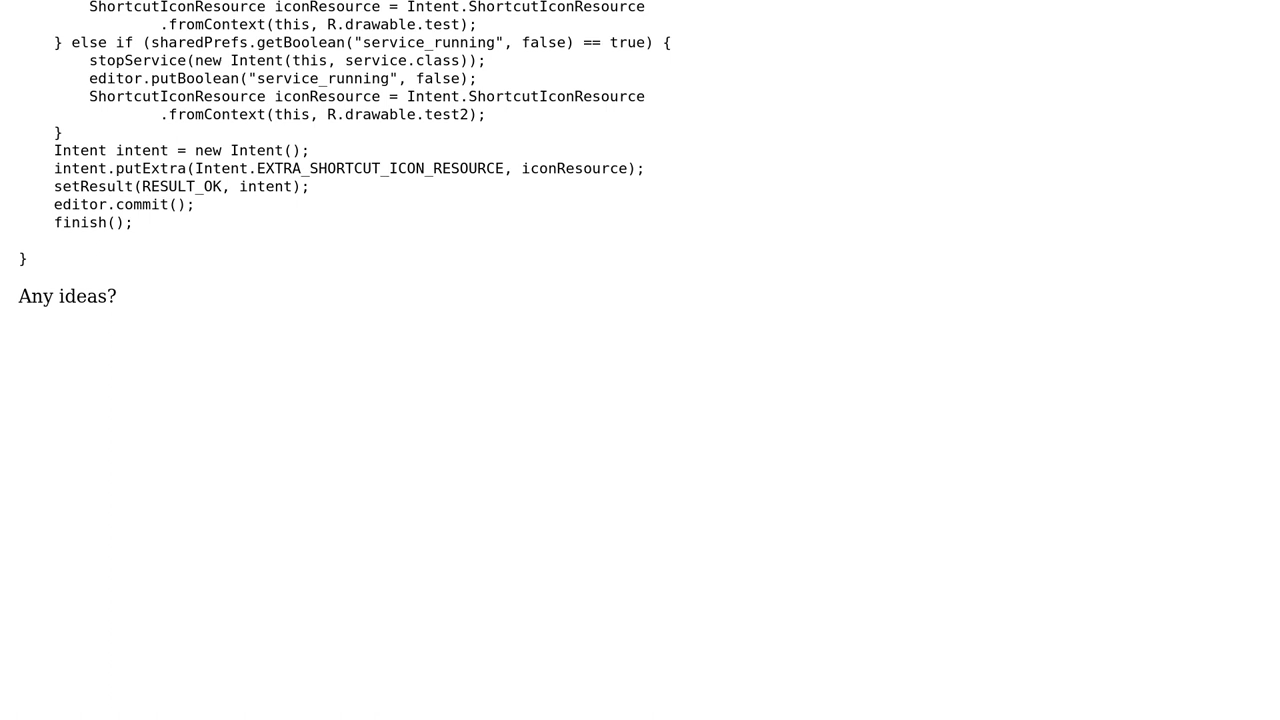 ShortcutIconResource iconResource = Intent.ShortcutIconResource
                .fromContext(this, R.drawable.test);
    } else if (sharedPrefs.getBoolean("service_running", false) == true) {
        stopService(new Intent(this, service.class));
        editor.putBoolean("service_running", false);
        ShortcutIconResource iconResource = Intent.ShortcutIconResource
                .fromContext(this, R.drawable.test2);
    }
    Intent intent = new Intent();
    intent.putExtra(Intent.EXTRA_SHORTCUT_ICON_RESOURCE, iconResource);
    setResult(RESULT_OK, intent);
    editor.commit();
    finish();

}
Any ideas?